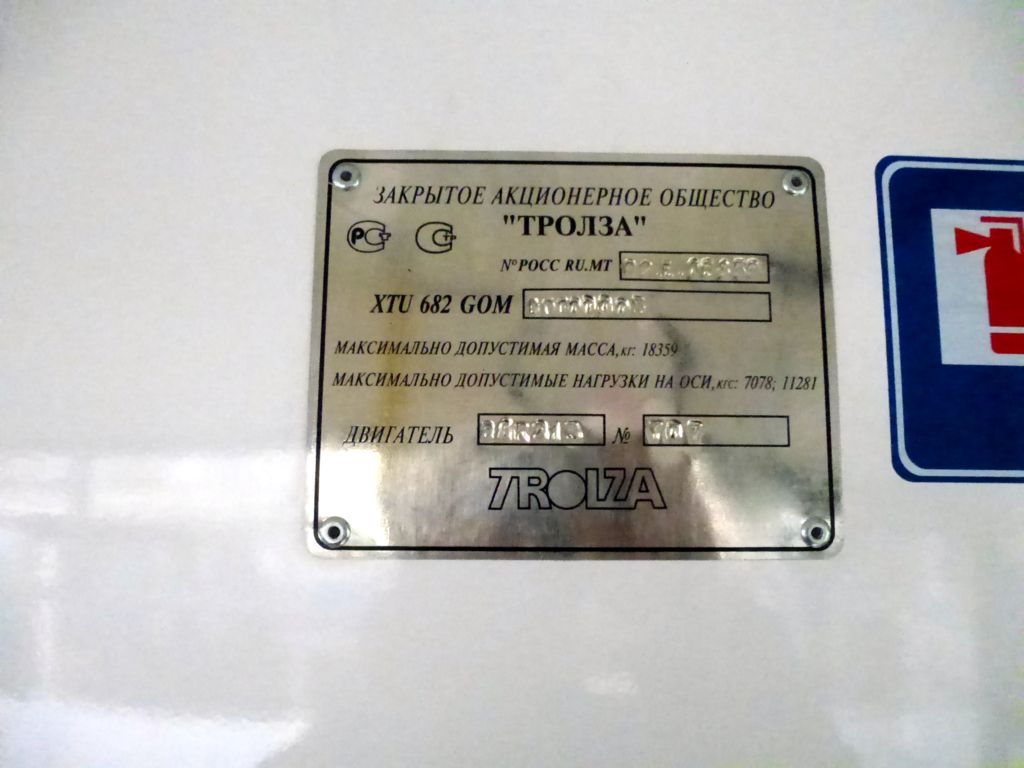 ЗАКРЫТОЕ АКЦИОНЕРНОЕ ОБЩЕСТВО
"ТРОЛЗА"
№РОСС RU.МТ
XTU 682 GOM
МАКСИМАЛЬНО ДОПУСТИМАЯ МАССА,кг: 18359
МАКСИМАЛЬНО ДОПУСТИМЫЕ НАГРУЗКИ НА ОСИ,кгс: 7078; 11281
ДВИГАТЕЛЬ №
TROLZA